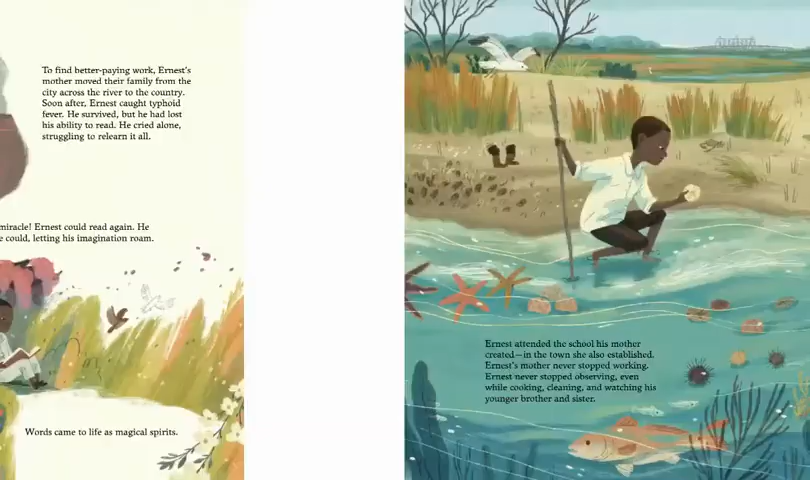 To find better-paying work, Ernest's
mother moved their family from the
city across the river to the country.
Soon after, Ernest caught typhoid
fever. He survived, but he had lost
his ability to read. He cried alone,
struggling to relearn it all.
miracle! Ernest could read again. He
could, letting his imagination roam.
Words came to life as magical spirits.
Ernest attended the school his mother
created—in the town she also established.
Ernest's mother never stopped working.
Ernest never stopped observing, even
while cooking, cleaning, and watching his
younger brother and sister.